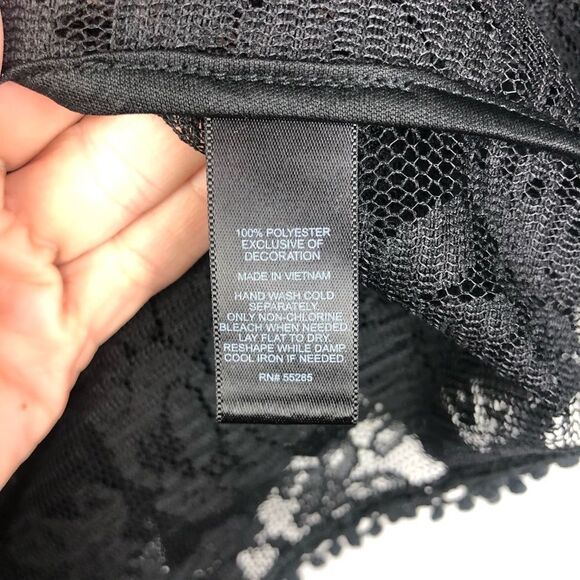 100% POLYESTER
EXCLUSIVE OF
DECORATION
MADE IN VIETNAM
HAND WASH COLD
SEPARATELY
ONLY NON-CHLORINE
BLEACH WHEN NEEDED.
LAY FLAT TO DRY.
RESHAPE WHILE DAMP.
COOL IRON IF NEEDED.
RN# 55285